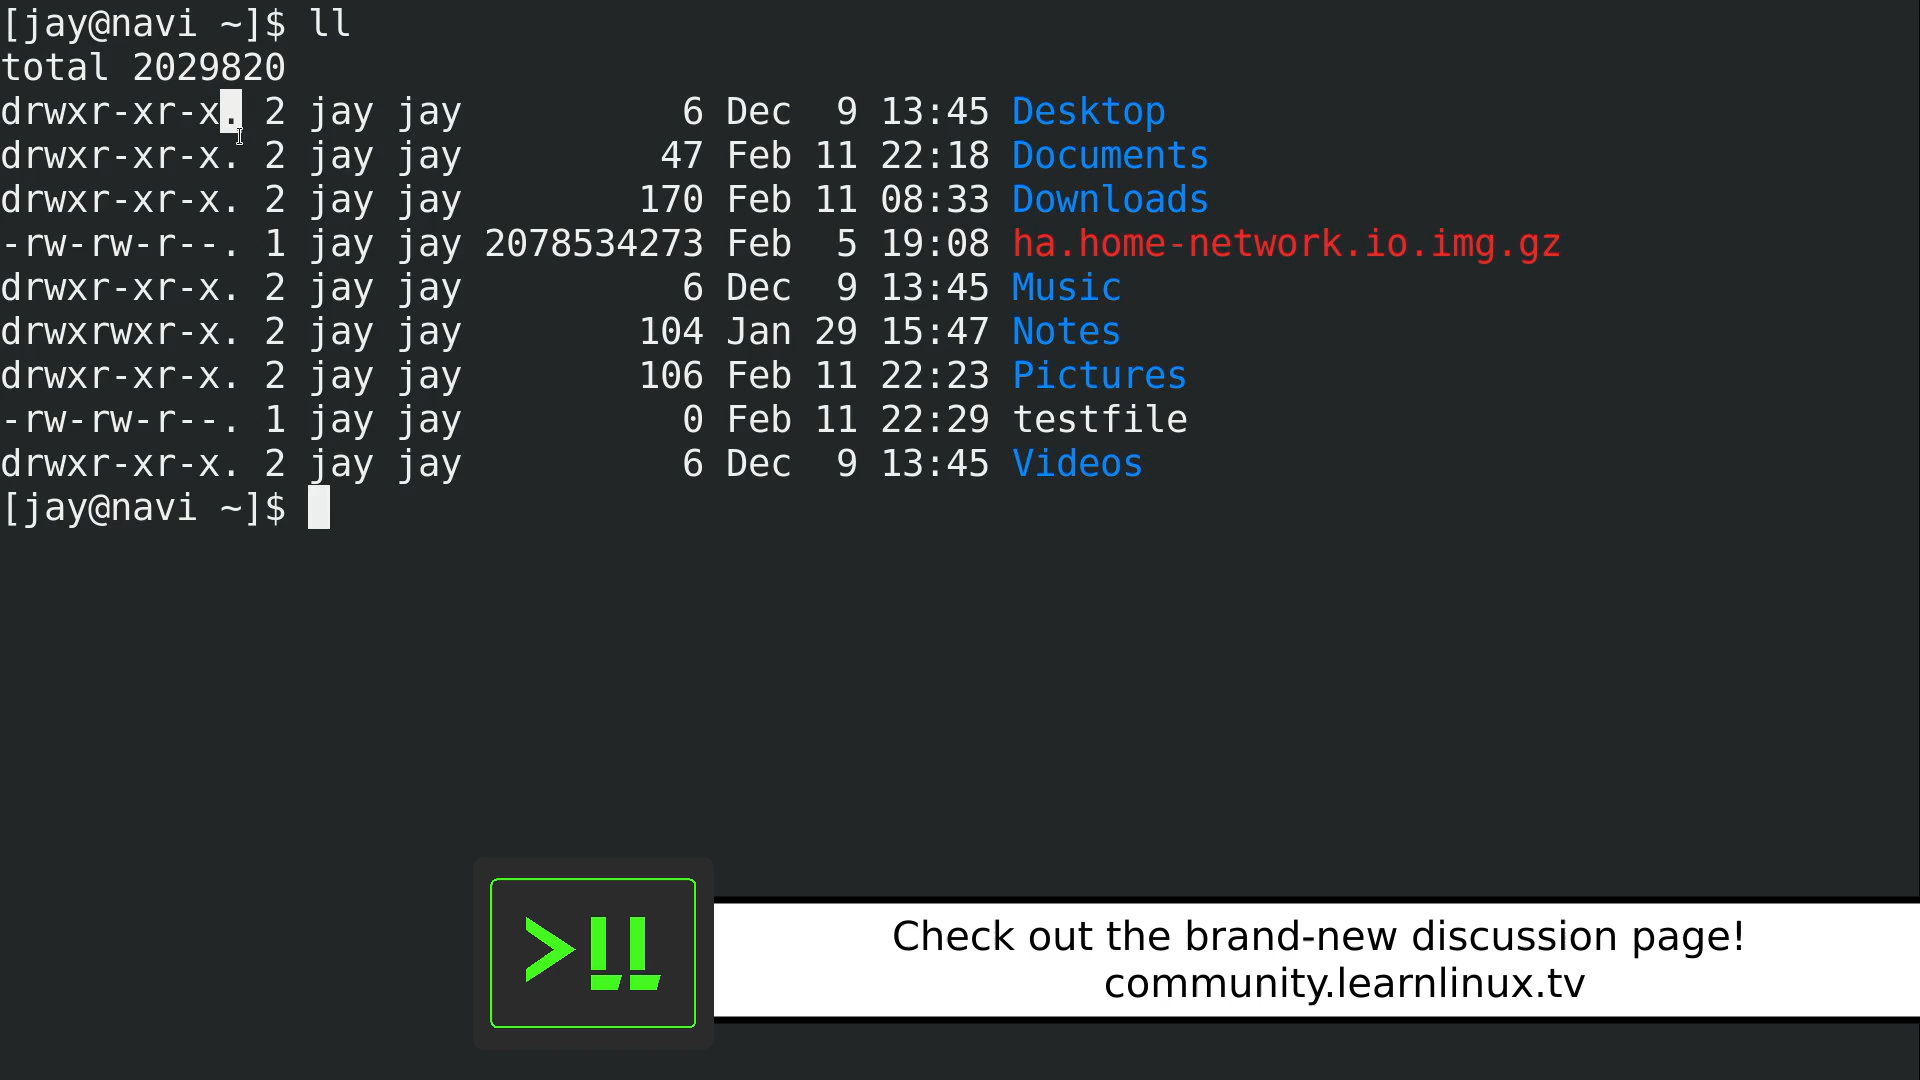 [jay@navi ~]$ ll
total 2029820
drwxr-xr-x. 2 jay jay          6 Dec  9 13:45 Desktop
drwxr-xr-x. 2 jay jay         47 Feb 11 22:18 Documents
drwxr-xr-x. 2 jay jay        170 Feb 11 08:33 Downloads
-rw-rw-r--. 1 jay jay 2078534273 Feb  5 19:08 ha.home-network.io.img.gz
drwxr-xr-x. 2 jay jay          6 Dec  9 13:45 Music
drwxrwxr-x. 2 jay jay        104 Jan 29 15:47 Notes
drwxr-xr-x. 2 jay jay        106 Feb 11 22:23 Pictures
-rw-rw-r--. 1 jay jay          0 Feb 11 22:29 testfile
drwxr-xr-x. 2 jay jay          6 Dec  9 13:45 Videos
[jay@navi ~]$
>LL
Check out the brand-new discussion page!
community.learnlinux.tv